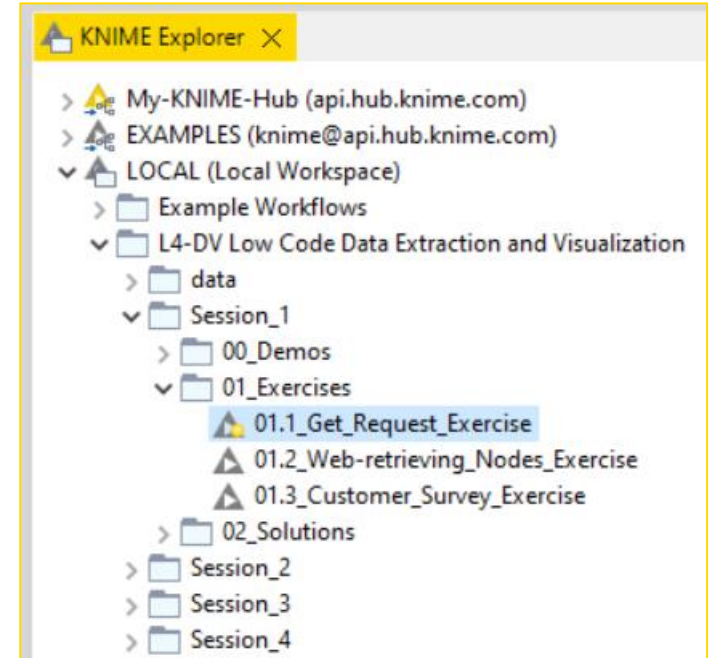 KNIME Explorer
My-KNIME-Hub (api.hub.knime.com)
EXAMPLES (knime@api.hub.knime.com)
LOCAL (Local Workspace)
Example Workflows
L4-DV Low Code Data Extraction and Visualization
data
Session_1
00_Demos
01_Exercises
01.1_Get_Request_Exercise
01.2_Web-retrieving_Nodes_Exercise
01.3_Customer_Survey_Exercise
02_Solutions
Session_2
Session_3
Session_4